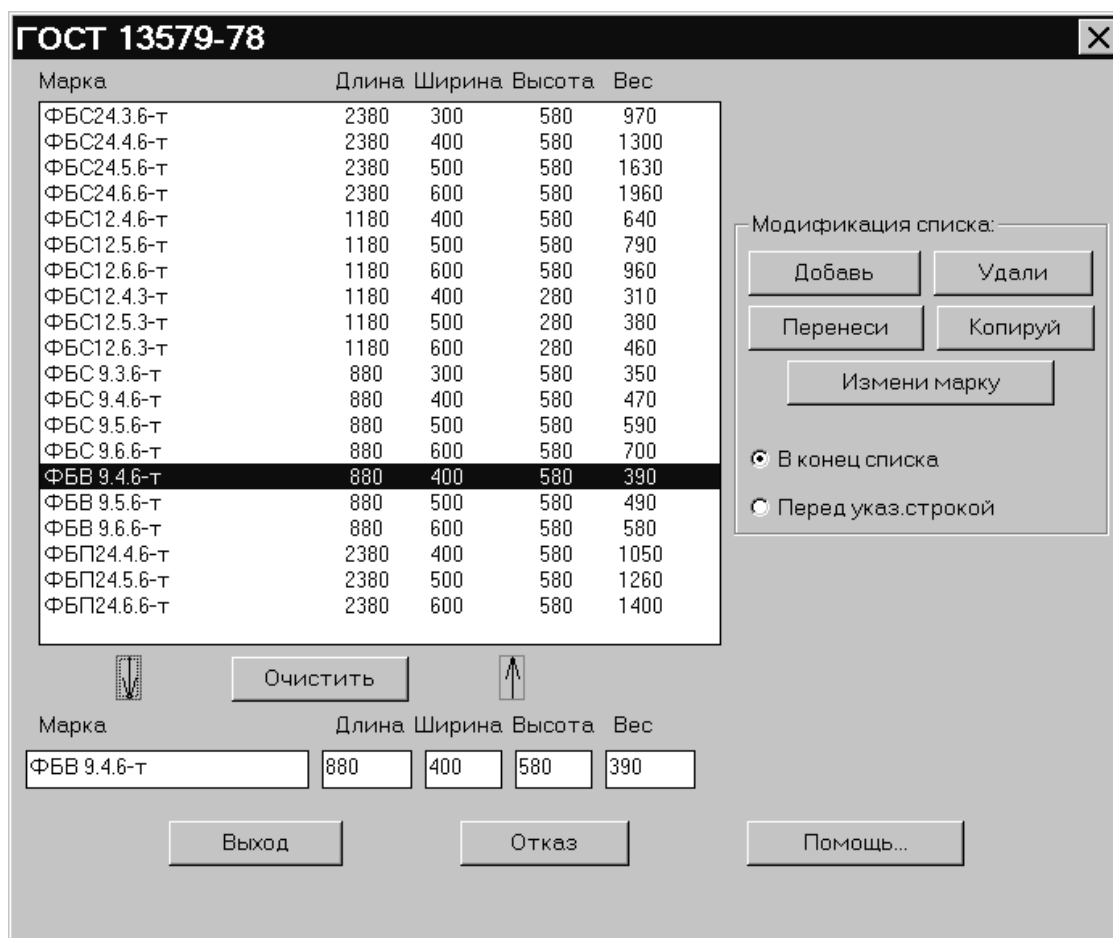 ГОСТ 13579-78
Марка Длина Ширина Высота Вес
ФБС24.3.6-т 2380 300 580 970
ФБС24.4.6-т 2380 400 580 1300
ФБС24.5.6-т 2380 500 580 1630
ФБС24.6.6-т 2380 600 580 1960
ФБС12.4.6-т 1180 400 580 640
ФБС12.5.6-т 1180 500 580 790
ФБС12.6.6-т 1180 600 580 960
ФБС12.4.3-т 1180 400 280 310
ФБС12.5.3-т 1180 500 280 380
ФБС12.6.3-т 1180 600 280 460
ФБС 9.3.6-т 880 300 580 350
ФБС 9.4.6-т 880 400 580 470
ФБС 9.5.6-т 880 500 580 590
ФБС 9.6.6-т 880 600 580 700
ФБВ 9.4.6-т 880 400 580 390
ФБВ 9.5.6-т 880 500 580 490
ФБВ 9.6.6-т 880 600 580 580
ФБП24.4.6-т 2380 400 580 1050
ФБП24.5.6-т 2380 500 580 1260
ФБП24.6.6-т 2380 600 580 1400
Модификация списка:
Добавь Удали
Перенеси Копируй
Измени марку
В конец списка
Перед указ.строкой
Очистить
Марка Длина Ширина Высота Вес
ФБВ 9.4.6-т 880 400 580 390
Выход Отказ Помощь...